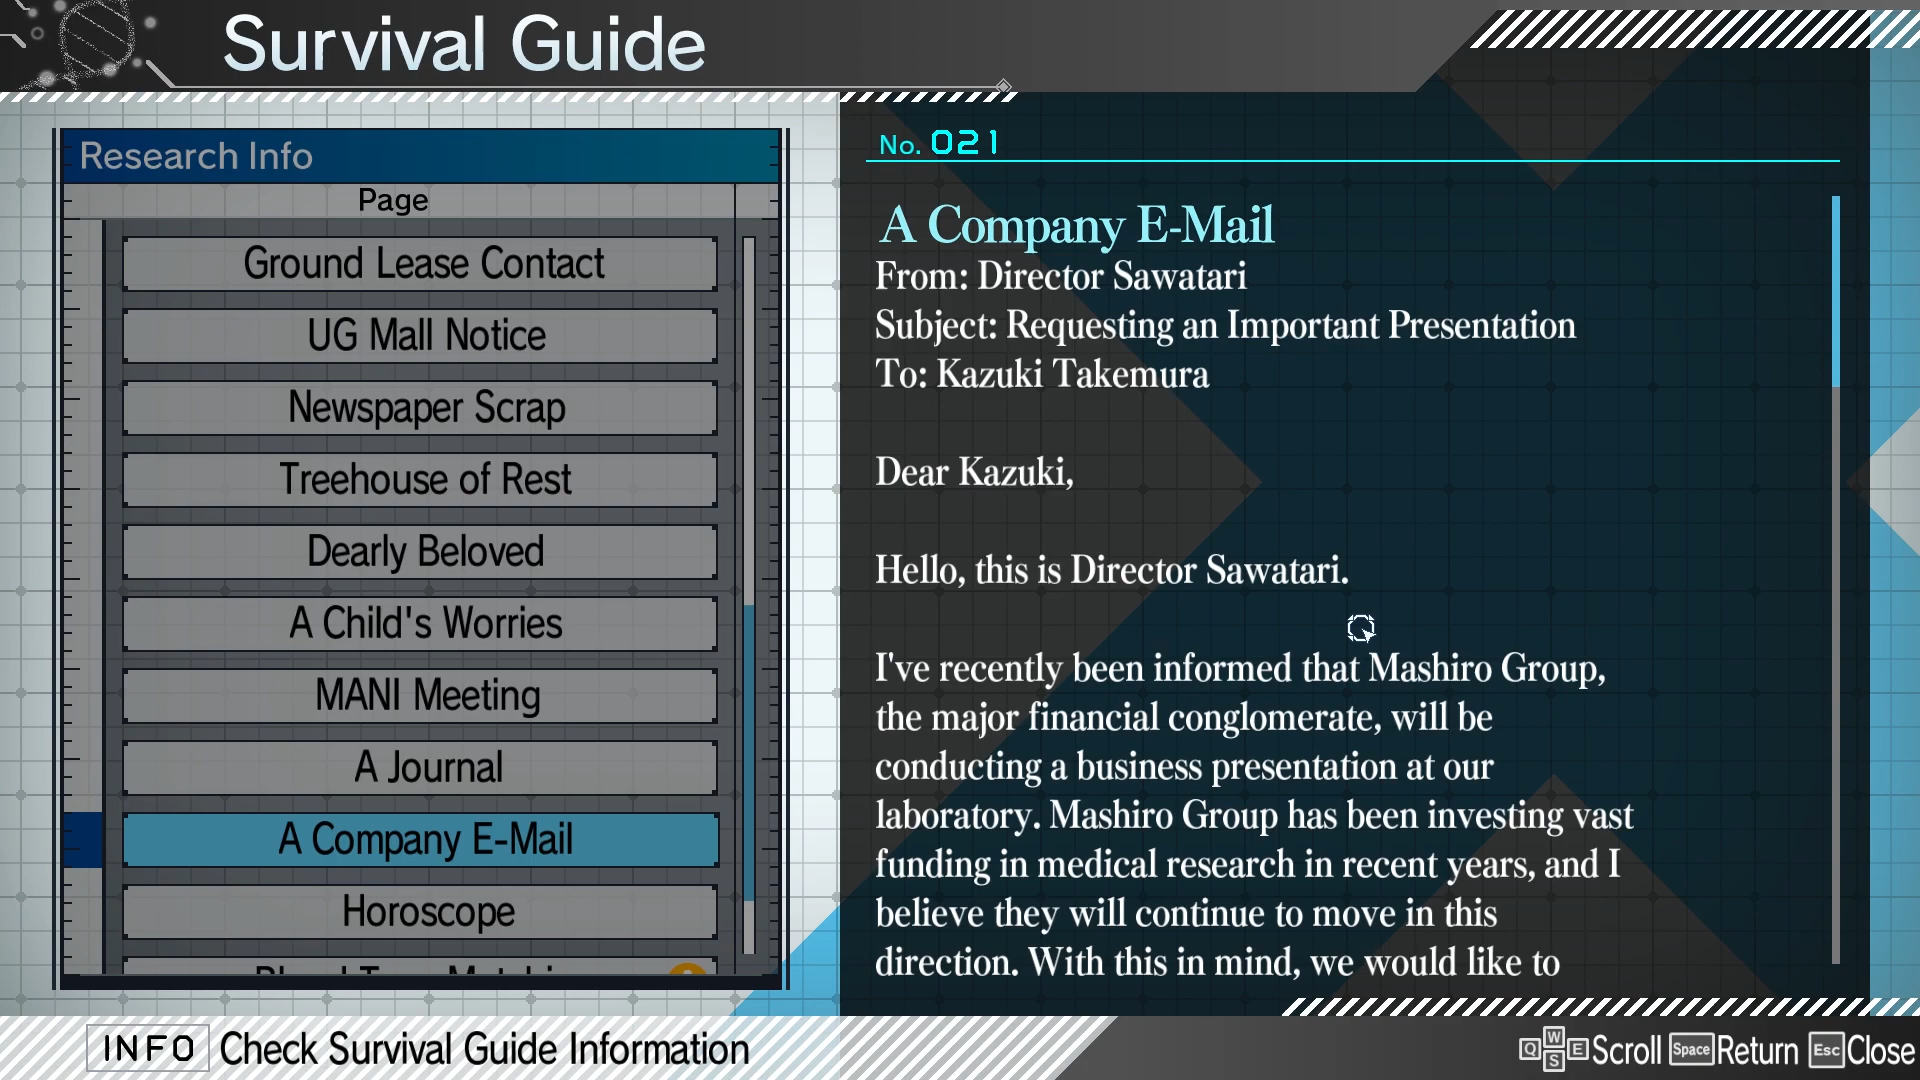 Survival Guide
Research Info
Page
Ground Lease Contact
UG Mall Notice
Newspaper Scrap
Treehouse of Rest
Dearly Beloved
A Child's Worries
MANI Meeting
A Journal
A Company E-Mail
Horoscope
No. 021
A Company E-Mail
From: Director Sawatari
Subject: Requesting an Important Presentation
To: Kazuki Takemura
Dear Kazuki,
Hello, this is Director Sawatari.
I've recently been informed that Mashiro Group,
the major financial conglomerate, will be
conducting a business presentation at our
laboratory. Mashiro Group has been investing vast
funding in medical research in recent years, and I
believe they will continue to move in this
direction. With this in mind, we would like to
INFO Check Survival Guide Information
Q W S E Scroll Space Return Esc Close